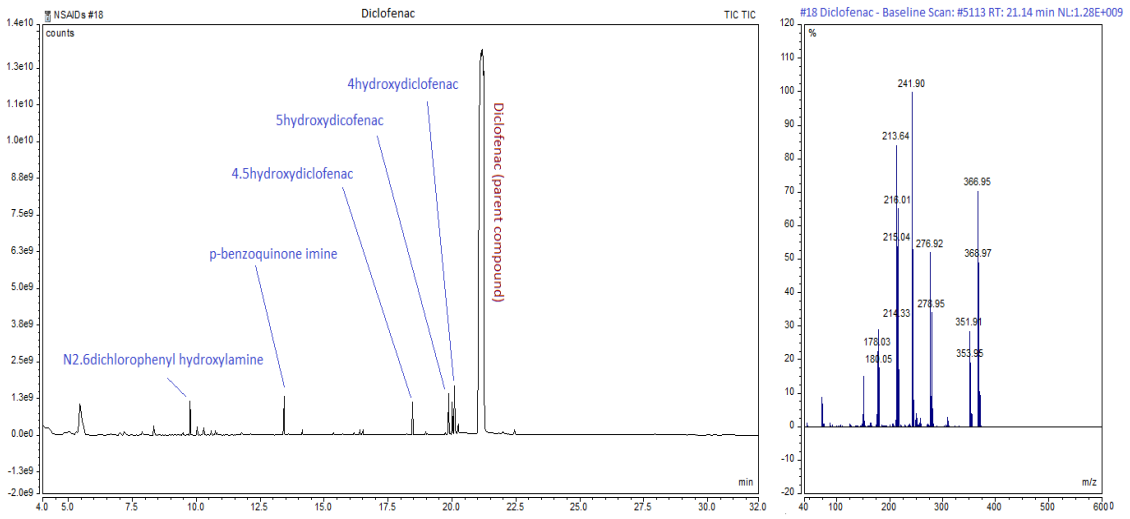 NSAIDs #18
Diclofenac
TIC TIC
counts
1.4e10
1.3e10
1.1e10
1.0e10
8.8e9
7.5e9
6.3e9
5.0e9
3.8e9
2.5e9
1.3e9
0.0e0
-1.3e9
-2.0e9
4hydroxydiclofenac
5hydroxydicofenac
4.5hydroxydiclofenac
p-benzoquinone imine
N2.6dichlorophenyl hydroxylamine
Diclofenac (parent compound)
min
4.0
5.0
7.5
10.0
12.5
15.0
17.5
20.0
22.5
25.0
27.5
30.0
32.0
#18 Diclofenac - Baseline Scan: #5113 RT: 21.14 min NL:1.28E+009
%
120
110
100
90
80
70
60
50
40
30
20
10
0
-10
-20
241.90
213.64
216.01
366.95
215.04
276.92
368.97
214.33
278.95
178.03
351.91
180.05
353.95
m/z
40
100
200
300
400
500
600